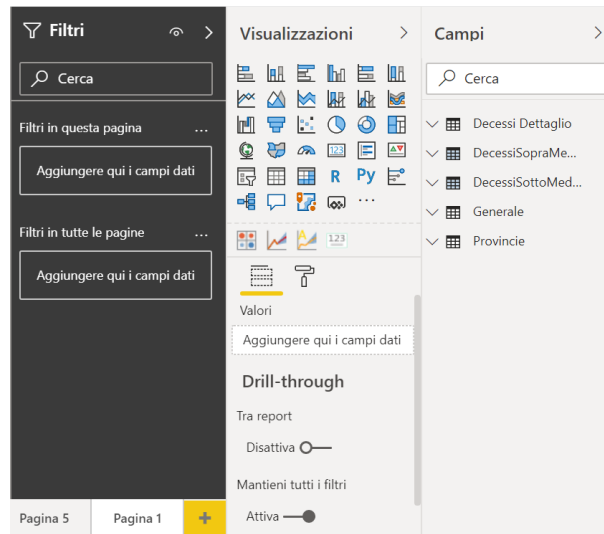 Filtri
Cerca
Filtri in questa pagina ...
Aggiungere qui i campi dati
Filtri in tutte le pagine ...
Aggiungere qui i campi dati
Pagina 5
Pagina 1
+
Visualizzazioni
123
R
Py
...
123
Valori
Aggiungere qui i campi dati
Drill-through
Tra report
Disattiva
Mantieni tutti i filtri
Attiva
Campi
Cerca
Decessi Dettaglio
DecessiSopraMe...
DecessiSottoMed...
Generale
Provincie